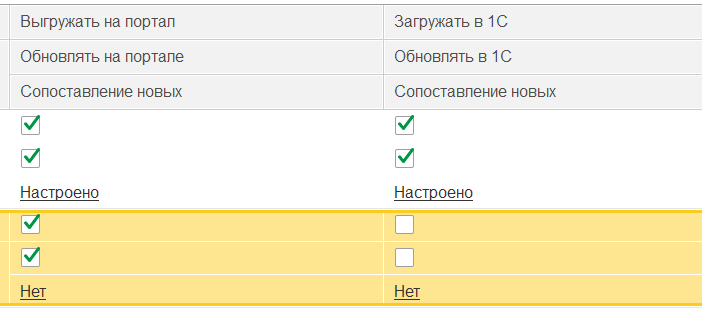 Выгружать на портал Загружать в 1С
Обновлять на портале Обновлять в 1С
Сопоставление новых Сопоставление новых
Настроено Настроено
Нет Нет